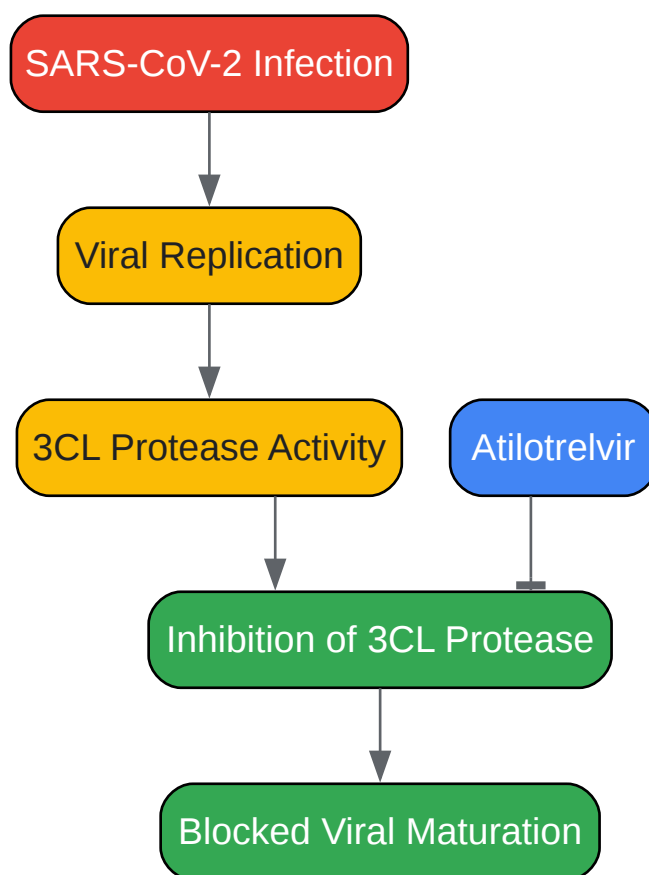 SARS-CoV-2 Infection
Viral Replication
3CL Protease Activity
Atilotrelvir
Inhibition of 3CL Protease
Blocked Viral Maturation